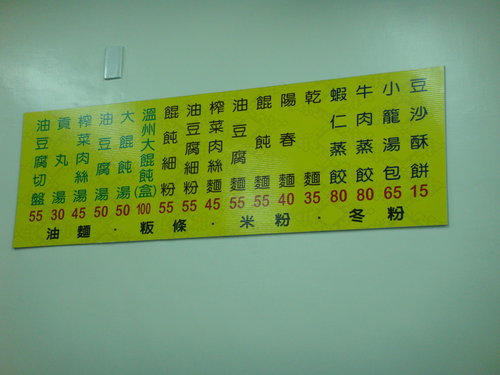 豆沙酥餅 15
小籠湯包 65
牛肉蒸餃 80
蝦仁蒸餃 80
乾麵 35
陽春麵 40
餛飩麵 55
油豆腐麵 55
榨菜肉絲麵 45
油豆腐細粉 55
餛飩細粉 55
溫州大餛飩(盒) 100
大餛飩湯 50
油豆腐湯 50
榨菜肉絲湯 45
貢丸湯 30
油豆腐切盤 55
油麵·粄條·米粉·冬粉